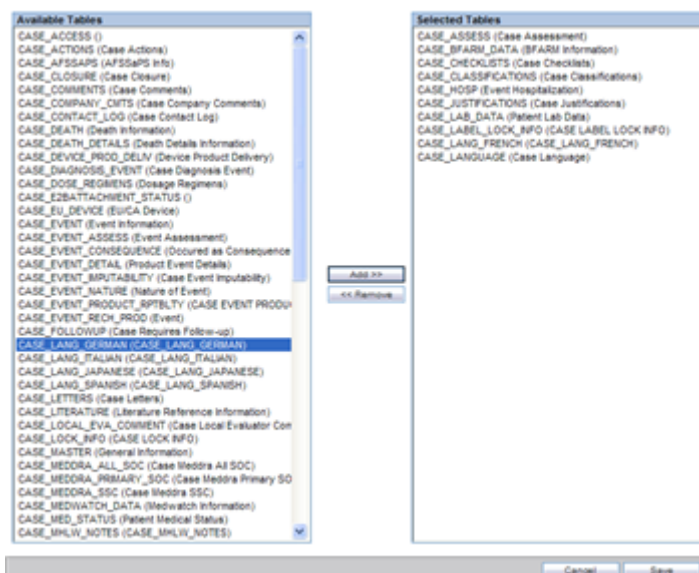 Available Tables
CASE_ACCESS ()
CASE_ACTIONS (Case Actions)
CASE_AFSSAPS (AFSSaPS Info)
CASE_CLOSURE (Case Closure)
CASE_COMMENTS (Case Comments)
CASE_COMPANY_CMTS (Case Company Comments)
CASE_CONTACT_LOG (Case Contact Log)
CASE_DEATH (Death Information)
CASE_DEATH_DETAILS (Death Details Information)
CASE_DEVICE_PROD_DELIV (Device Product Delivery)
CASE_DIAGNOSIS_EVENT (Case Diagnosis Event)
CASE_DOSE_REGIMENS (Dosage Regimens)
CASE_E2BATTACHMENT_STATUS ()
CASE_EU_DEVICE (EU/CA Device)
CASE_EVENT (Event Information)
CASE_EVENT_ASSESS (Event Assessment)
CASE_EVENT_CONSEQUENCE (Occured as Consequence
CASE_EVENT_DETAIL (Product Event Details)
CASE_EVENT_IMPUTABILITY (Case Event Imputability)
CASE_EVENT_NATURE (Nature of Event)
CASE_EVENT_PRODUCT_RPTBLTY (CASE EVENT PRODU
CASE_EVENT_RECH_PROD (Event)
CASE_FOLLOWUP (Case Requires Follow-up)
CASE_LANG_GERMAN (CASE_LANG_GERMAN)
CASE_LANG_ITALIAN (CASE_LANG_ITALIAN)
CASE_LANG_JAPANESE (CASE_LANG_JAPANESE)
CASE_LANG_SPANISH (CASE_LANG_SPANISH)
CASE_LETTERS (Case Letters)
CASE_LITERATURE (Literature Reference Information)
CASE_LOCAL_EVA_COMMENT (Case Local Evaluator Com
CASE_LOCK_INFO (CASE LOCK INFO)
CASE_MASTER (General Information)
CASE_MEDDRA_ALL_SOC (Case Meddra All SOC)
CASE_MEDDRA_PRIMARY_SOC (Case Meddra Primary SO
CASE_MEDDRA_SSC (Case Meddra SSC)
CASE_MEDWATCH_DATA (Medwatch Information)
CASE_MED_STATUS (Patient Medical Status)
CASE_MHLW_NOTES (CASE_MHLW_NOTES)
Add >>
<< Remove
Selected Tables
CASE_ASSESS (Case Assessment)
CASE_BFARM_DATA (BFARM Information)
CASE_CHECKLISTS (Case Checklists)
CASE_CLASSIFICATIONS (Case Classifications)
CASE_HOSP (Event Hospitalization)
CASE_JUSTIFICATIONS (Case Justifications)
CASE_LAB_DATA (Patient Lab Data)
CASE_LABEL_LOCK_INFO (CASE LABEL LOCK INFO)
CASE_LANG_FRENCH (CASE_LANG_FRENCH)
CASE_LANGUAGE (Case Language)
Cancel
Save